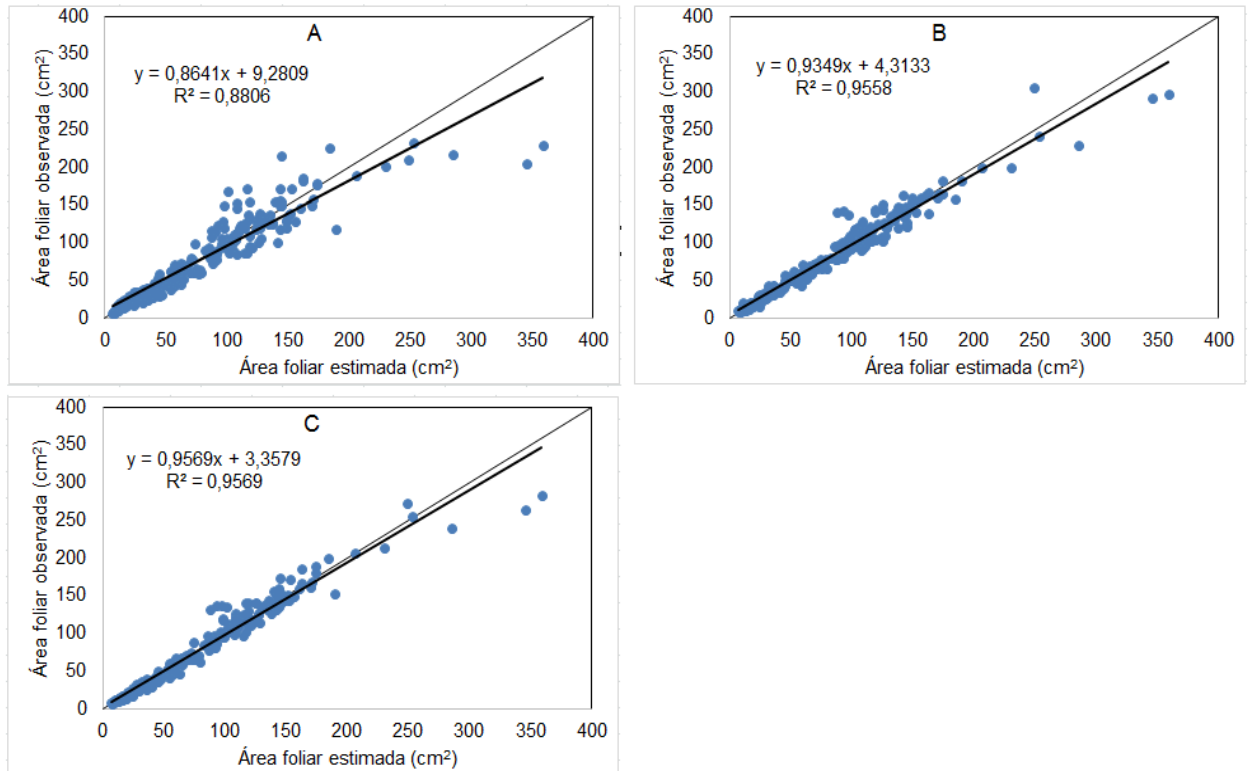 A
y = 0,8641x + 9,2809
R² = 0,8806
Área foliar observada (cm²)
400
350
300
250
200
150
100
50
0
0 50 100 150 200 250 300 350 400
Área foliar estimada (cm²)
B
y = 0,9349x + 4,3133
R² = 0,9558
Área foliar observada (cm²)
400
350
300
250
200
150
100
50
0
0 50 100 150 200 250 300 350 400
Área foliar estimada (cm²)
C
y = 0,9569x + 3,3579
R² = 0,9569
Área foliar observada (cm²)
400
350
300
250
200
150
100
50
0
0 50 100 150 200 250 300 350 400
Área foliar estimada (cm²)